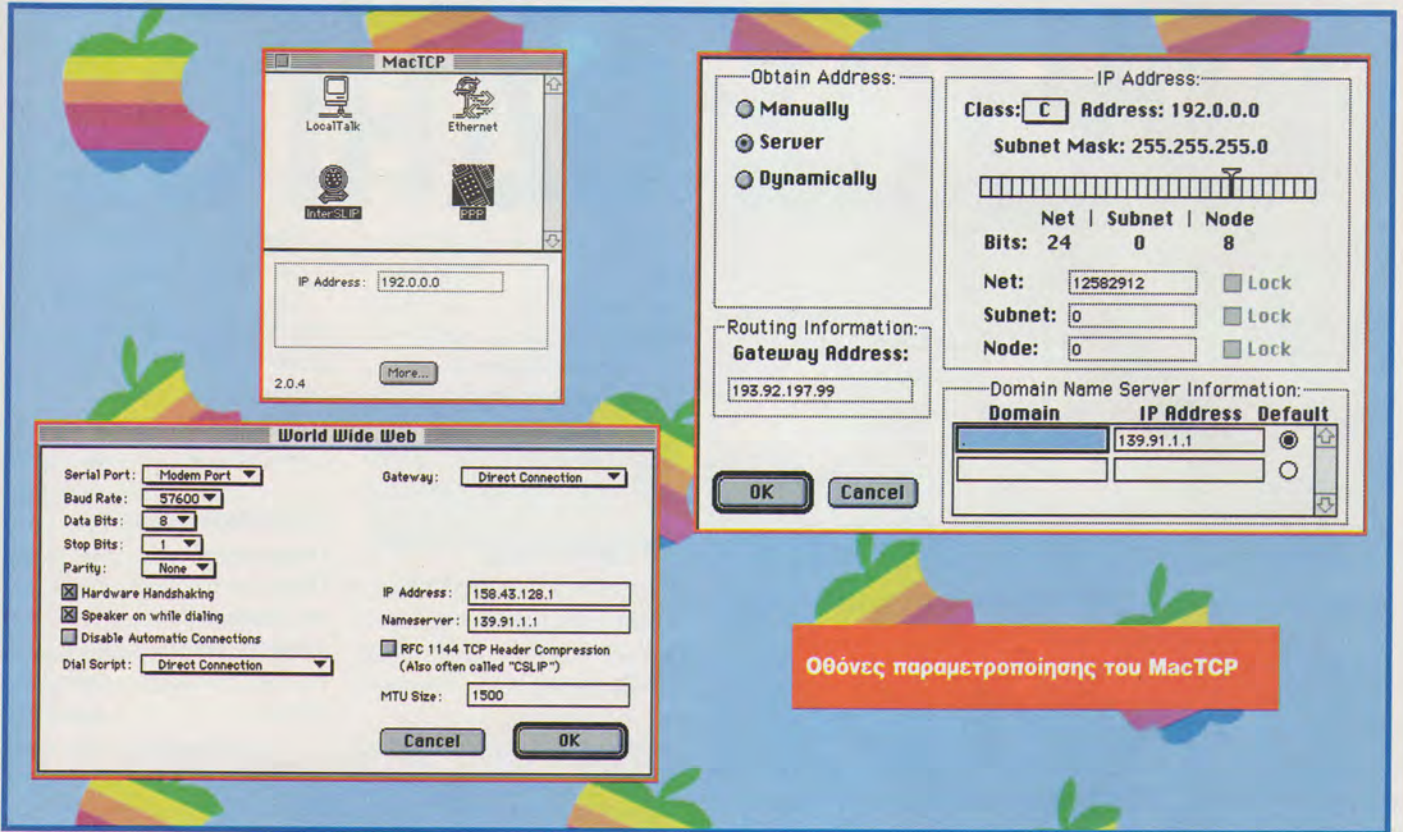 MacTCP
LocalTalk
Ethernet
InterSLIP
PPP
IP Address: 192.0.0.0
2.0.4
More...
Obtain Address:
Manually
Server
Dynamically
Routing Information:
Gateway Address:
193.92.197.99
OK
Cancel
IP Address:
Class: C Address: 192.0.0.0
Subnet Mask: 255.255.255.0
Net | Subnet | Node
Bits: 24 0 8
Net: 12582912 Lock
Subnet: 0 Lock
Node: 0 Lock
Domain Name Server Information:
Domain IP Address Default
. 139.91.1.1
World Wide Web
Serial Port: Modem Port
Baud Rate: 57600
Data Bits: 8
Stop Bits: 1
Parity: None
Hardware Handshaking
Speaker on while dialing
Disable Automatic Connections
Dial Script: Direct Connection
Gateway: Direct Connection
IP Address: 158.43.128.1
Nameserver: 139.91.1.1
RFC 1144 TCP Header Compression
(Also often called "CSLIP")
MTU Size: 1500
Cancel
OK
Οθόνες παραμετροποίησης του MacTCP